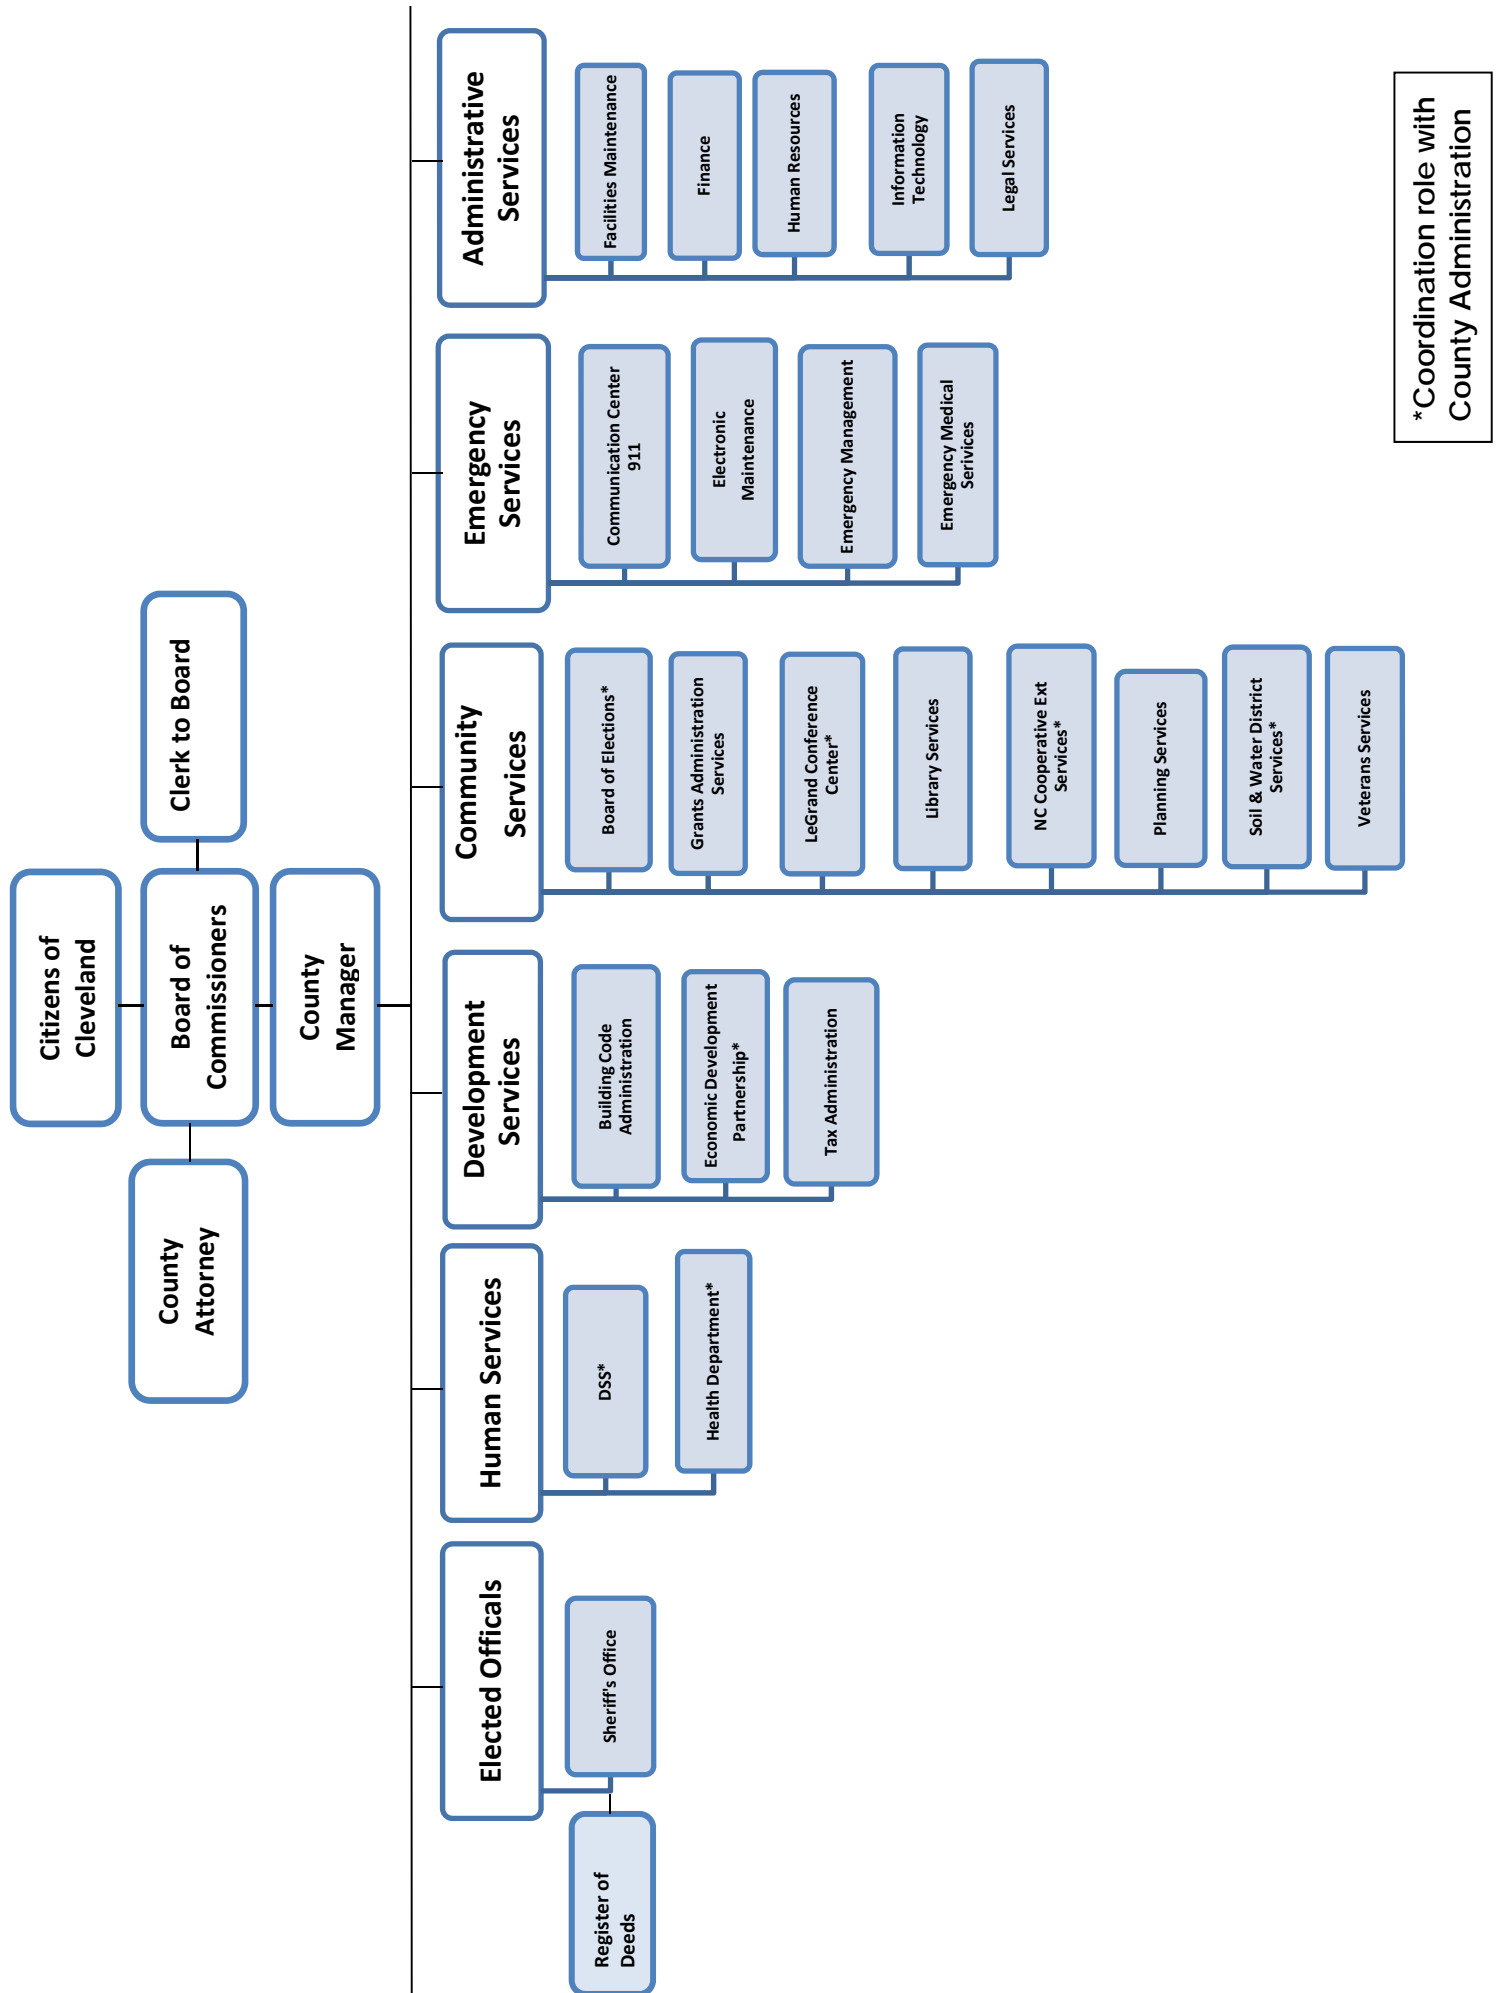 Citizens of
Cleveland
County
Attorney
Board of
Commissioners
Clerk to Board
County
Manager
Elected Officals
Register of
Deeds
Sheriff's Office
Human Services
DSS*
Health Department*
Development
Services
Building Code
Administration
Economic Development
Partnership*
Tax Administration
Community
Services
Board of Elections*
Grants Administration
Services
LeGrand Conference
Center*
Library Services
NC Cooperative Ext
Services*
Planning Services
Soil & Water District
Services*
Veterans Services
Emergency
Services
Communication Center
911
Electronic
Maintenance
Emergency Management
Emergency Medical
Serivices
Administrative
Services
Facilities Maintenance
Finance
Human Resources
Information
Technology
Legal Services
*Coordination role with
County Administration